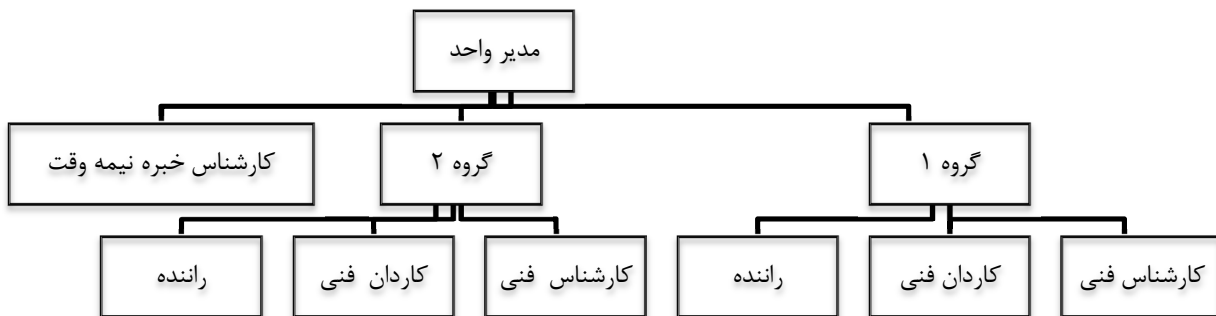 مدیر واحد
گروه ۱
گروه ۲
کارشناس خبره نیمه وقت
کارشناس فنی
کاردان فنی
راننده
کارشناس فنی
کاردان فنی
راننده